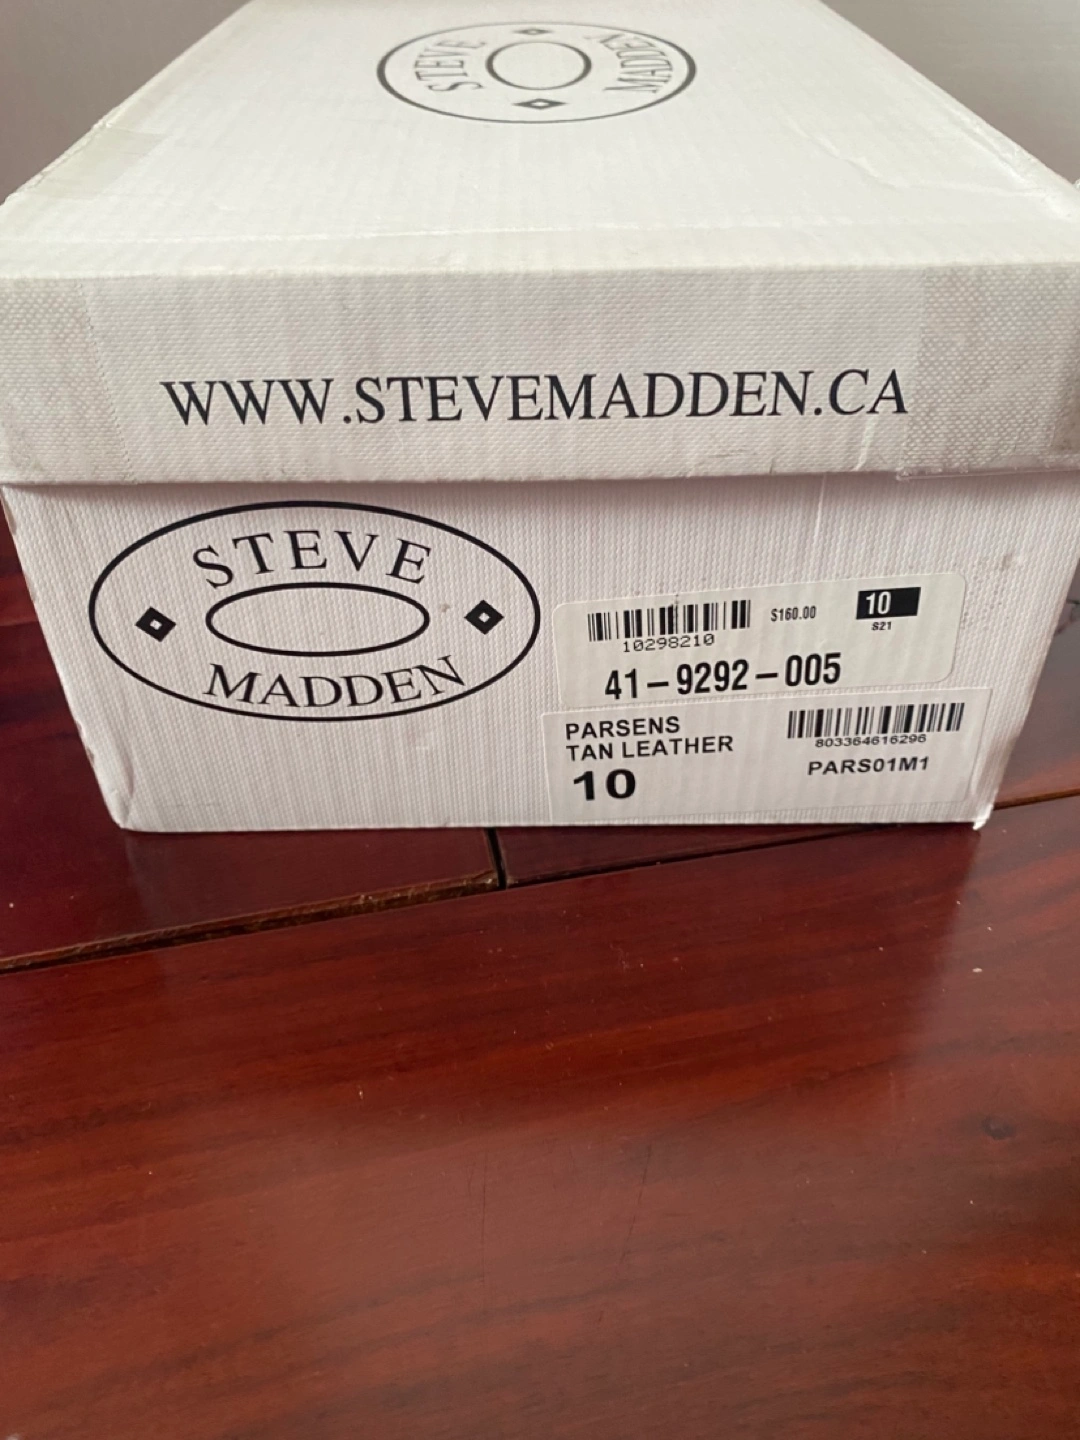 STEVE
MADDEN
WWW.STEVEMADDEN.CA
STEVE
MADDEN
10298210
$160.00
10
S21
41-9292-005
PARSENS
TAN LEATHER
10
803364616296
PARS01M1